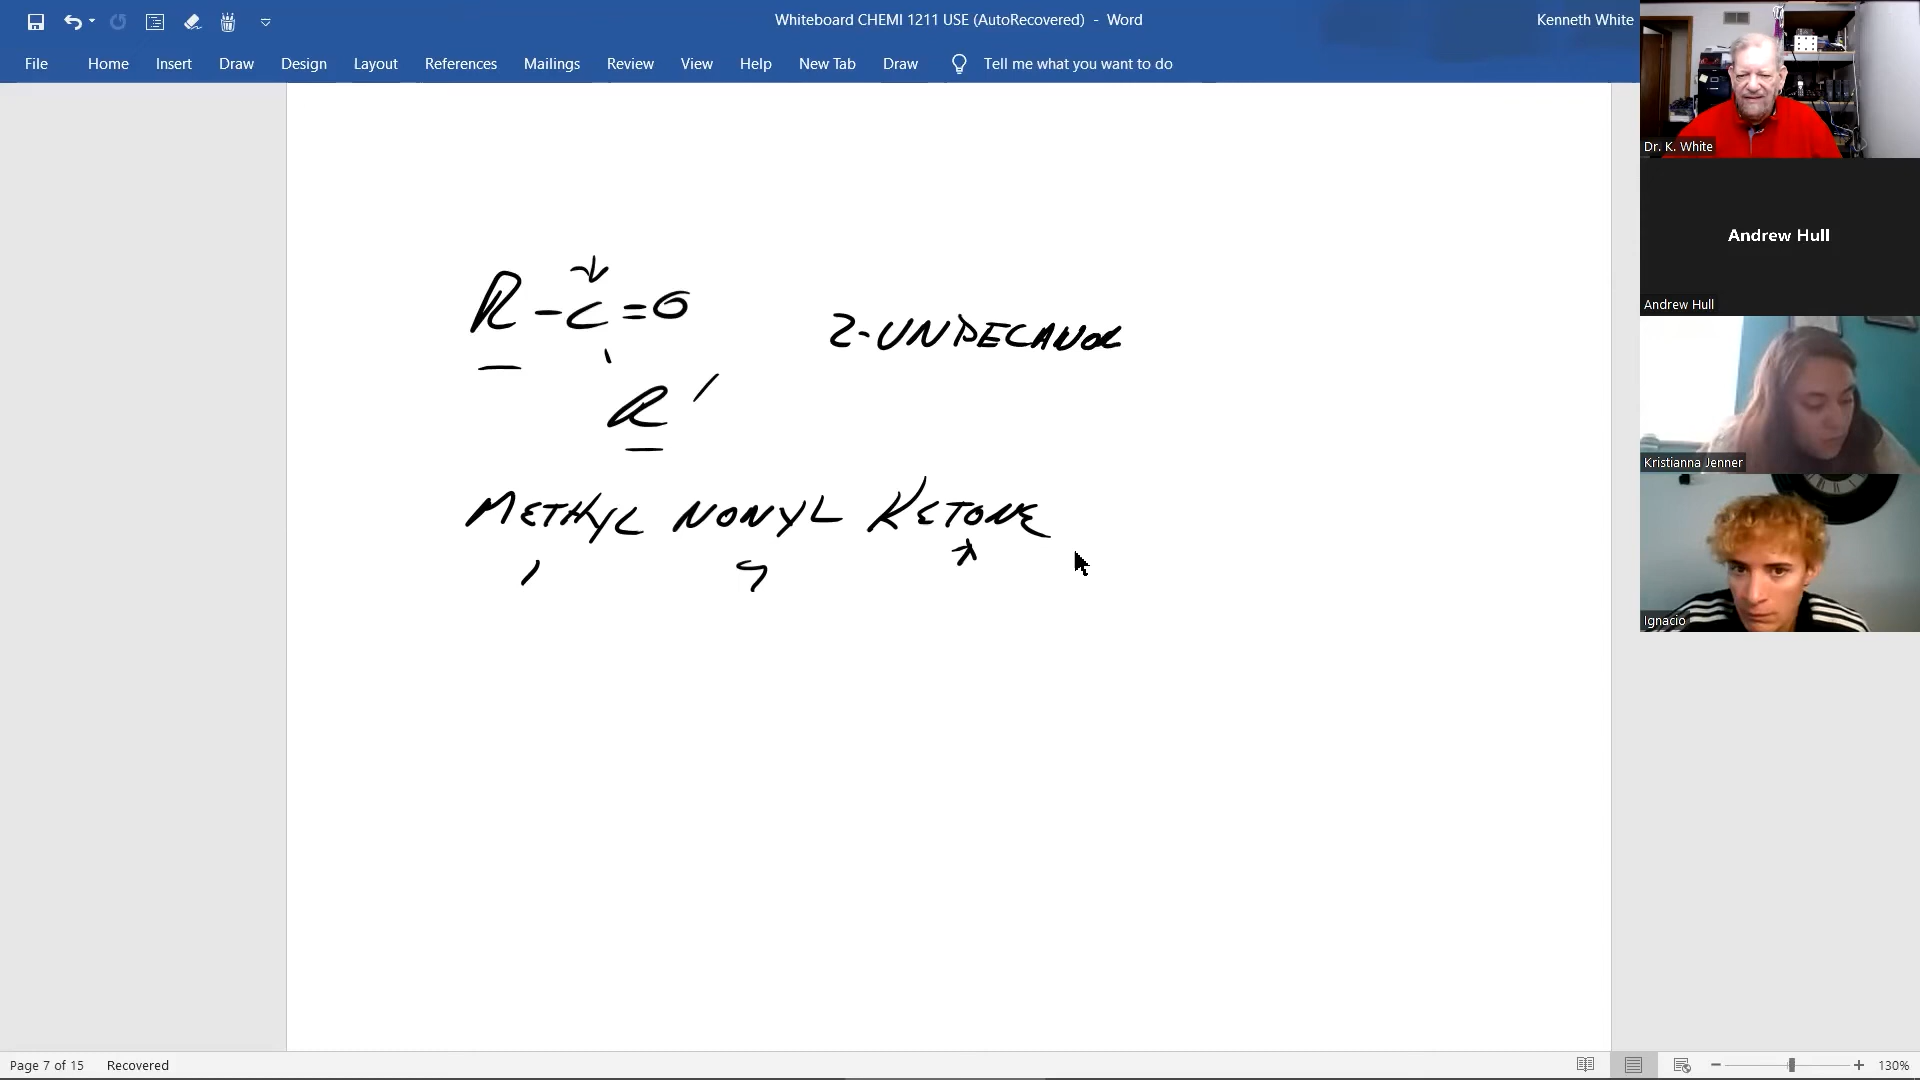 Whiteboard CHEMI 1211 USE (AutoRecovered) - Word
Kenneth White
File Home Insert Draw Design Layout References Mailings Review View Help New Tab Draw Tell me what you want to do
Dr. K. White
Andrew Hull
Andrew Hull
Kristianna Jenner
Ignacio
R-C=O
R'
2-UNDECANOL
METHYL NONYL KETONE
1 9 *
Page 7 of 15 Recovered
130%